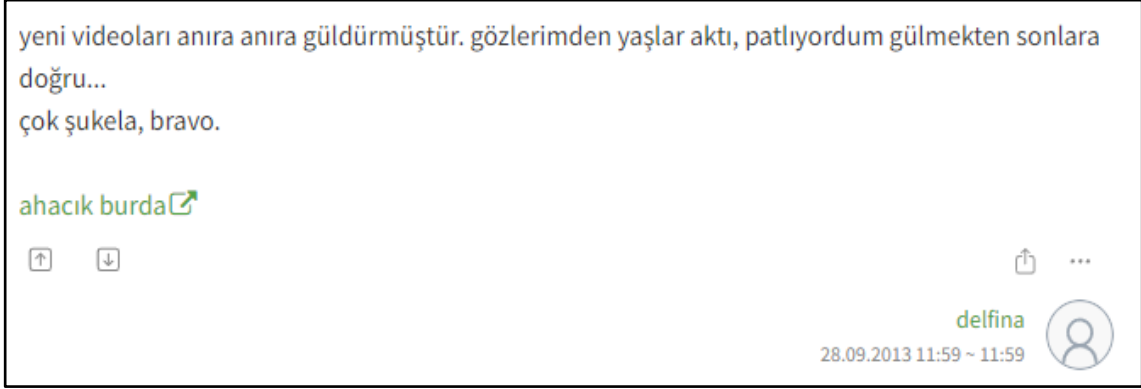 yeni videoları anıra anıra güldürmüştür. gözlerimden yaşlar aktı, patlıyordum gülmekten sonlara
doğru...
çok şukela, bravo.
ahacık burda
delfina
28.09.2013 11:59 ~ 11:59